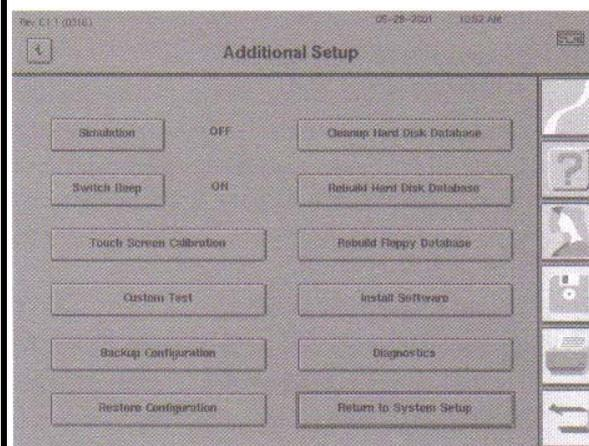 05-28-2001 10:52 AM
Additional Setup
Simulation OFF
Cleanup Hard Disk Database
Switch Beep ON
Rebuild Hard Disk Database
Touch Screen Calibration
Rebuild Floppy Database
Custom Test
Install Software
Backup Configuration
Diagnostics
Restore Configuration
Return to System Setup